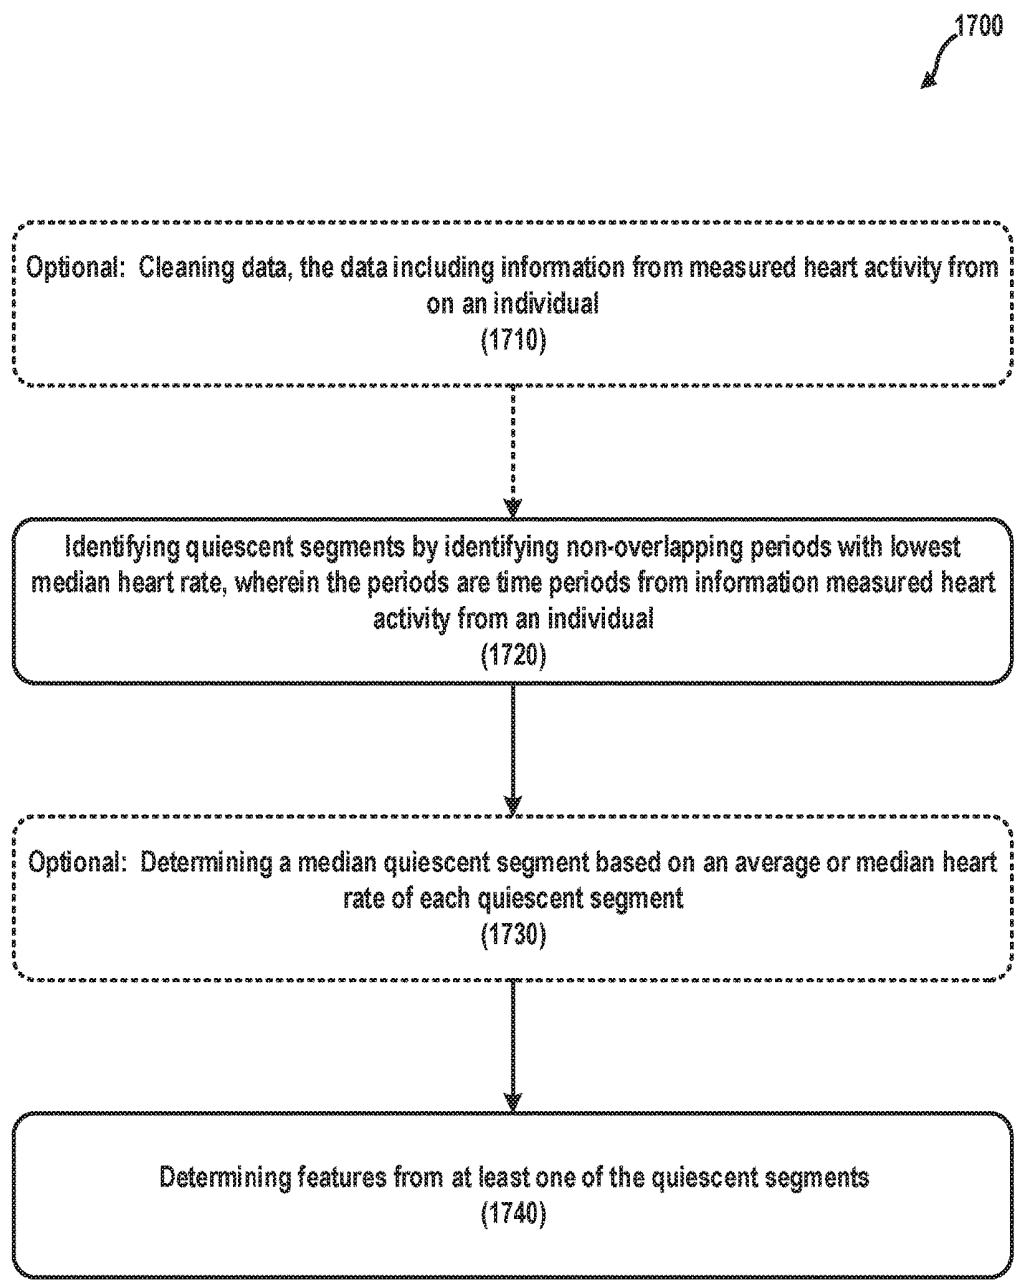 1700
Optional: Cleaning data, the data including information from measured heart activity from
on an individual
(1710)
Identifying quiescent segments by identifying non-overlapping periods with lowest
median heart rate, wherein the periods are time periods from information measured heart
activity from an individual
(1720)
Optional: Determining a median quiescent segment based on an average or median heart
rate of each quiescent segment
(1730)
Determining features from at least one of the quiescent segments
(1740)